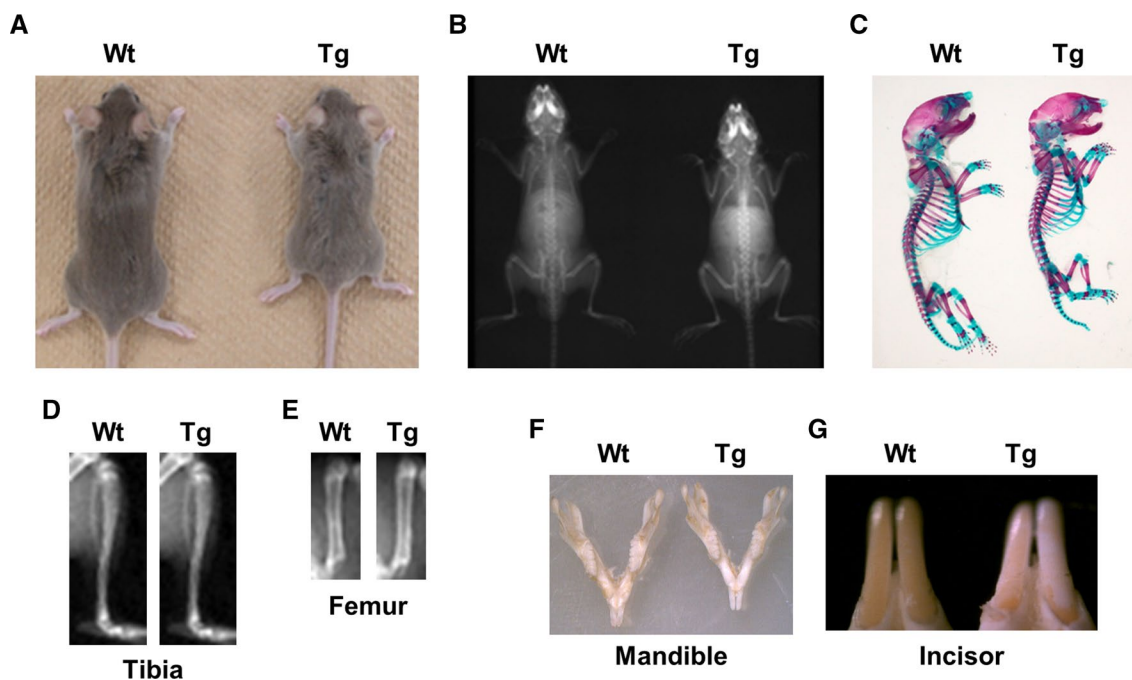 A
Wt Tg
B
Wt Tg
C
Wt Tg
D
Wt Tg
Tibia
E
Wt Tg
Femur
F
Wt Tg
Mandible
G
Wt Tg
Incisor